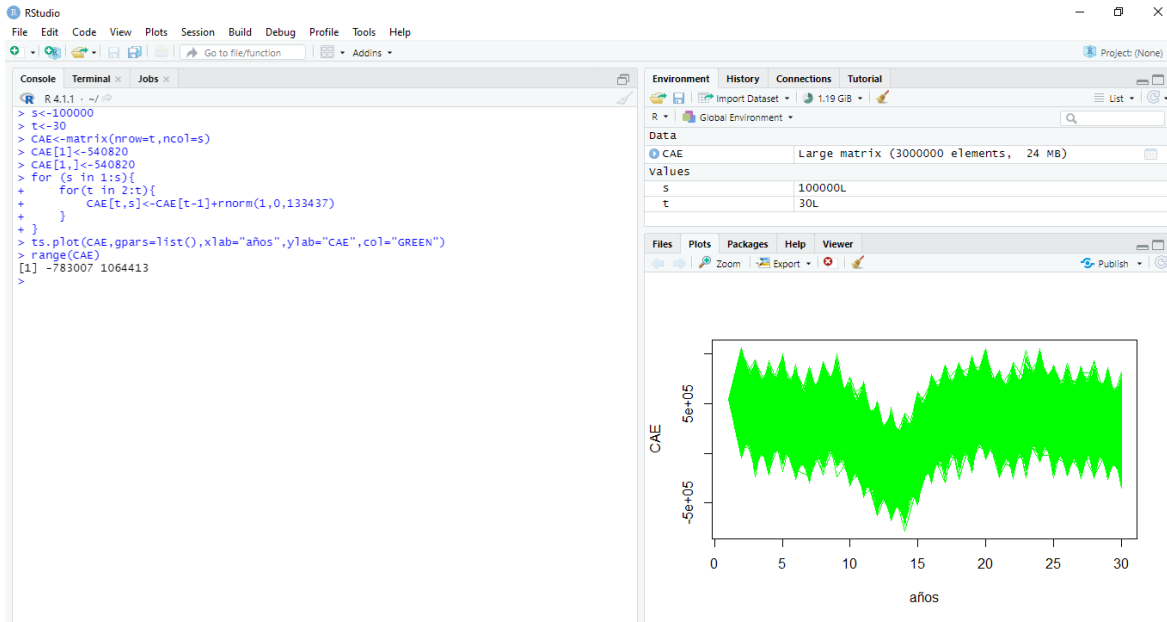 RStudio
File Edit Code View Plots Session Build Debug Profile Tools Help
Go to file/function Addins Project: (None)
Console Terminal Jobs
R 4.1.1 · ~/
> s<-100000
> t<-30
> CAE<-matrix(nrow=t,ncol=s)
> CAE[1]<-540820
> CAE[1,]<-540820
> for (s in 1:s){
+ for(t in 2:t){
+ CAE[t,s]<-CAE[t-1]+rnorm(1,0,133437)
+ }
+ }
> ts.plot(CAE,gpars=list(),xlab="años",ylab="CAE",col="GREEN")
> range(CAE)
[1] -783007 1064413
>
Environment History Connections Tutorial
Import Dataset 1.19 GiB List
R Global Environment
Data
CAE Large matrix (3000000 elements, 24 MB)
Values
s 100000L
t 30L
Files Plots Packages Help Viewer
Zoom Export Publish
CAE
5e+05
-5e+05
0 5 10 15 20 25 30
años